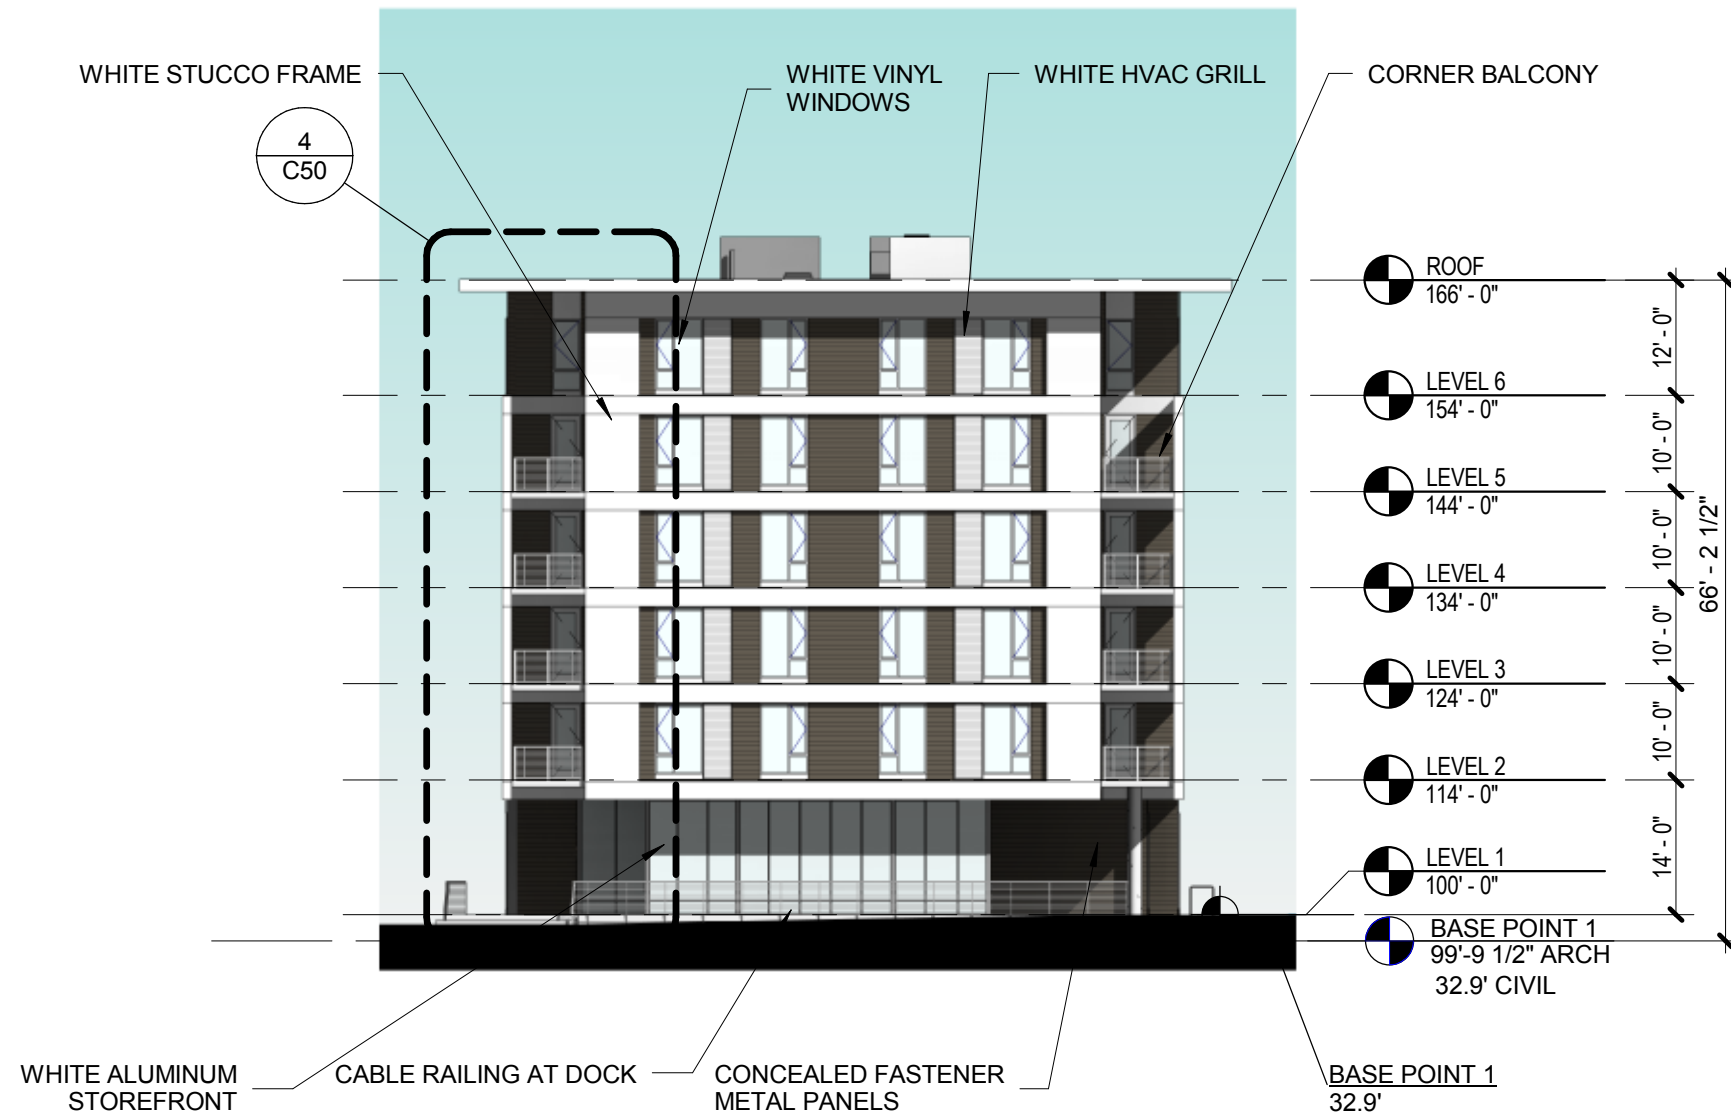 WHITE STUCCO FRAME
WHITE VINYL
WINDOWS
WHITE HVAC GRILL
CORNER BALCONY
4
C50
ROOF
166' - 0"
12' - 0"
LEVEL 6
154' - 0"
10' - 0"
LEVEL 5
144' - 0"
10' - 0"
66' - 2 1/2"
LEVEL 4
134' - 0"
10' - 0"
LEVEL 3
124' - 0"
10' - 0"
LEVEL 2
114' - 0"
14' - 0"
LEVEL 1
100' - 0"
BASE POINT 1
99'-9 1/2" ARCH
32.9' CIVIL
WHITE ALUMINUM
STOREFRONT
CABLE RAILING AT DOCK
CONCEALED FASTENER
METAL PANELS
BASE POINT 1
32.9'